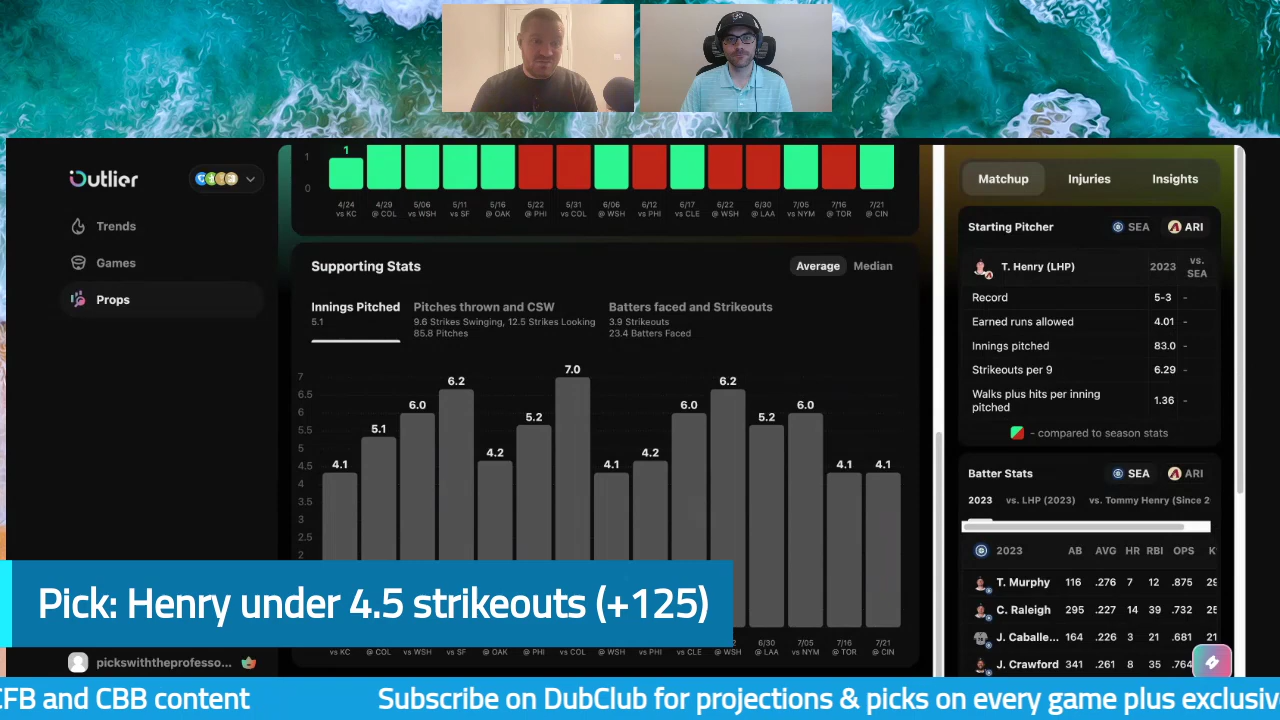 Outlier
Trends
Games
Props
pickswiththeprofesso...
1
1
0
4/24 4/29 5/06 5/11 5/16 5/22 5/31 6/06 6/12 6/17 6/22 6/30 7/05 7/16 7/21
vs KC @ COL vs WSH vs SF @ OAK @ PHI vs COL @ WSH vs PHI vs CLE @ WSH @ LAA vs NYM @ TOR @ CIN
Supporting Stats
Average Median
Innings Pitched Pitches thrown and CSW Batters faced and Strikeouts
5.1 9.6 Strikes Swinging, 12.5 Strikes Looking 3.9 Strikeouts
85.8 Pitches 23.4 Batters Faced
7
6.5
6
5.5
5
4.5
4
3.5
3
2.5
2
4.1 5.1 6.0 6.2 4.2 5.2 7.0 4.1 4.2 6.0 6.2 5.2 6.0 4.1 4.1
6/30 7/05 7/16 7/21
vs KC @ COL vs WSH vs SF @ OAK @ PHI vs COL @ WSH vs PHI vs CLE @ WSH @ LAA vs NYM @ TOR @ CIN
Matchup Injuries Insights
Starting Pitcher SEA ARI
T. Henry (LHP) 2023 vs. SEA
Record 5-3 -
Earned runs allowed 4.01 -
Innings pitched 83.0 -
Strikeouts per 9 6.29 -
Walks plus hits per inning
pitched 1.36 -
- compared to season stats
Batter Stats SEA ARI
2023 vs. LHP (2023) vs. Tommy Henry (Since 2
2023 AB AVG HR RBI OPS
T. Murphy 116 .276 7 12 .875
C. Raleigh 295 .227 14 39 .732
J. Caballe... 164 .226 3 21 .681 21
J. Crawford 341 .261 8 35 .764
Pick: Henry under 4.5 strikeouts (+125)
CFB and CBB content Subscribe on DubClub for projections & picks on every game plus exclusiv